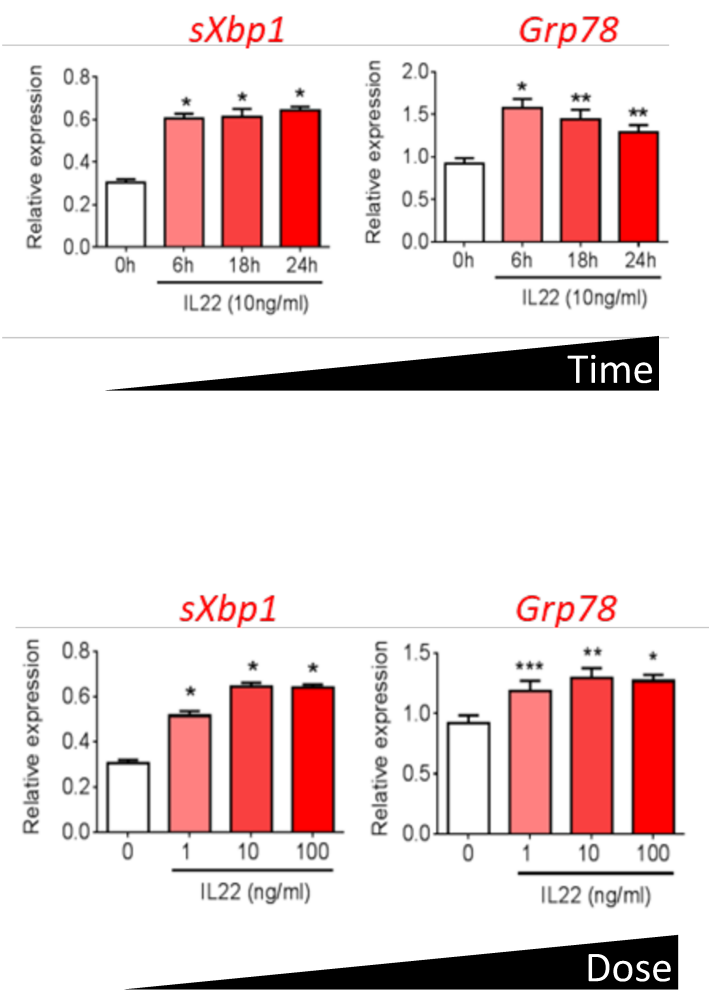 sXbp1 Grp78
Relative expression
0.8
0.6
0.4
0.2
0.0
* * *
0h 6h 18h 24h
IL22 (10ng/ml)
Relative expression
2.0
1.5
1.0
0.5
0.0
* ** **
0h 6h 18h 24h
IL22 (10ng/ml)
Time
sXbp1 Grp78
Relative expression
0.8
0.6
0.4
0.2
0.0
* * *
0 1 10 100
IL22 (ng/ml)
Relative expression
1.5
1.0
0.5
0.0
*** ** *
0 1 10 100
IL22 (ng/ml)
Dose